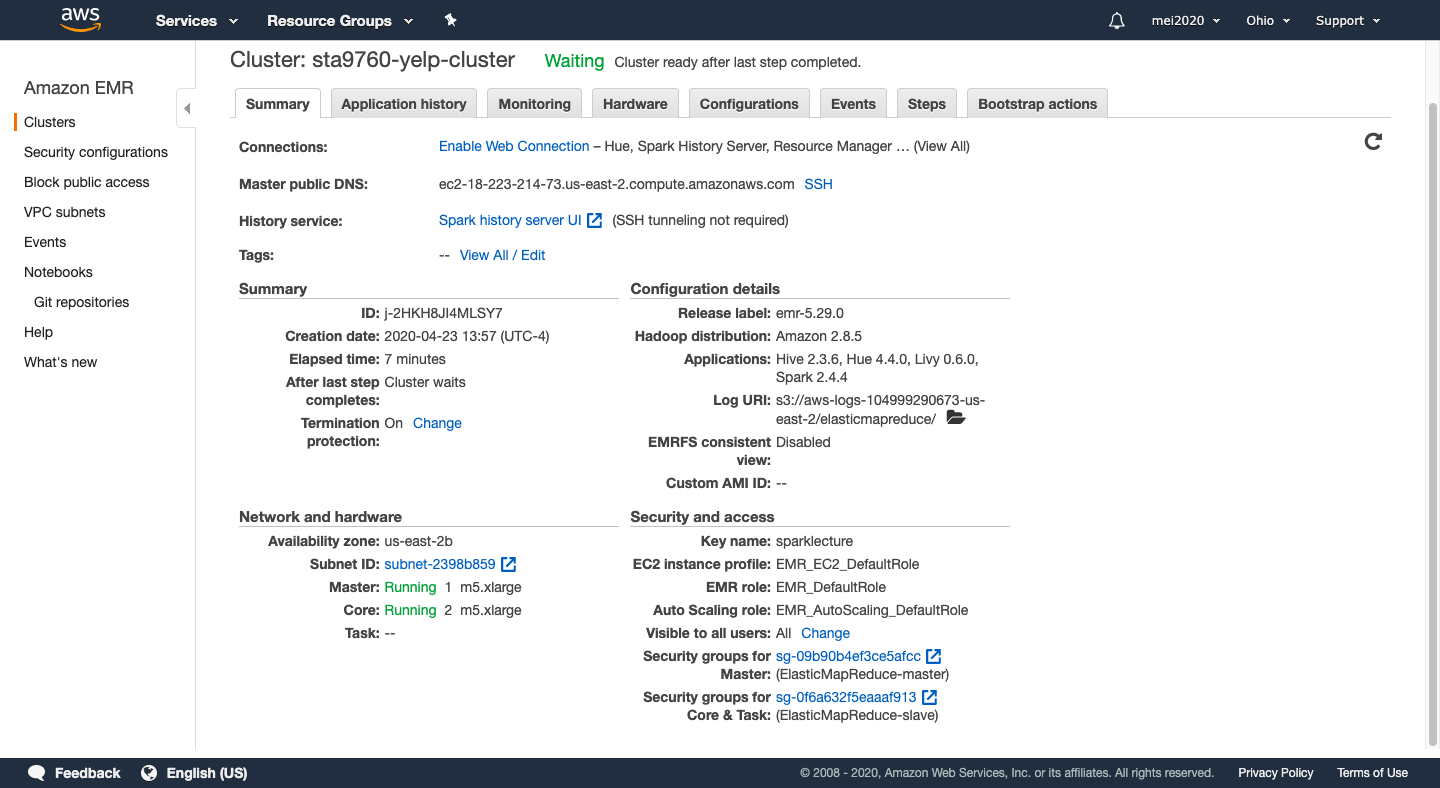 aws Services Resource Groups mei2020 Ohio Support
Amazon EMR
Clusters
Security configurations
Block public access
VPC subnets
Events
Notebooks
Git repositories
Help
What's new
Cluster: sta9760-yelp-cluster Waiting Cluster ready after last step completed.
Summary Application history Monitoring Hardware Configurations Events Steps Bootstrap actions
Connections: Enable Web Connection – Hue, Spark History Server, Resource Manager … (View All)
Master public DNS: ec2-18-223-214-73.us-east-2.compute.amazonaws.com SSH
History service: Spark history server UI (SSH tunneling not required)
Tags: -- View All / Edit
Summary
ID: j-2HKH8JI4MLSY7
Creation date: 2020-04-23 13:57 (UTC-4)
Elapsed time: 7 minutes
After last step Cluster waits
completes:
Termination On Change
protection:
Configuration details
Release label: emr-5.29.0
Hadoop distribution: Amazon 2.8.5
Applications: Hive 2.3.6, Hue 4.4.0, Livy 0.6.0,
Spark 2.4.4
Log URI: s3://aws-logs-104999290673-us-
east-2/elasticmapreduce/
EMRFS consistent Disabled
view:
Custom AMI ID: --
Network and hardware
Availability zone: us-east-2b
Subnet ID: subnet-2398b859
Master: Running 1 m5.xlarge
Core: Running 2 m5.xlarge
Task: --
Security and access
Key name: sparklecture
EC2 instance profile: EMR_EC2_DefaultRole
EMR role: EMR_DefaultRole
Auto Scaling role: EMR_AutoScaling_DefaultRole
Visible to all users: All Change
Security groups for sg-09b90b4ef3ce5afcc
Master: (ElasticMapReduce-master)
Security groups for sg-0f6a632f5eaaaf913
Core & Task: (ElasticMapReduce-slave)
Feedback English (US) © 2008 - 2020, Amazon Web Services, Inc. or its affiliates. All rights reserved. Privacy Policy Terms of Use